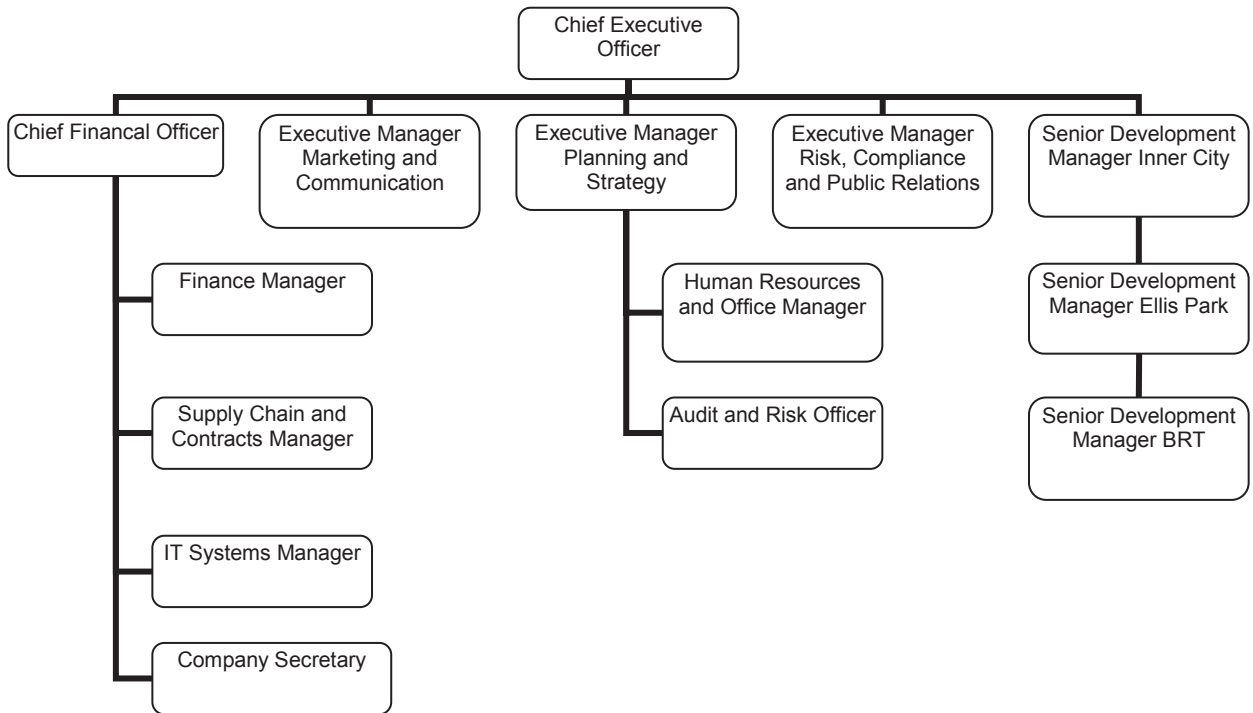 Chief Executive
Officer
Chief Financal Officer
Executive Manager
Marketing and
Communication
Executive Manager
Planning and
Strategy
Executive Manager
Risk, Compliance
and Public Relations
Senior Development
Manager Inner City
Finance Manager
Human Resources
and Office Manager
Senior Development
Manager Ellis Park
Supply Chain and
Contracts Manager
Audit and Risk Officer
Senior Development
Manager BRT
IT Systems Manager
Company Secretary